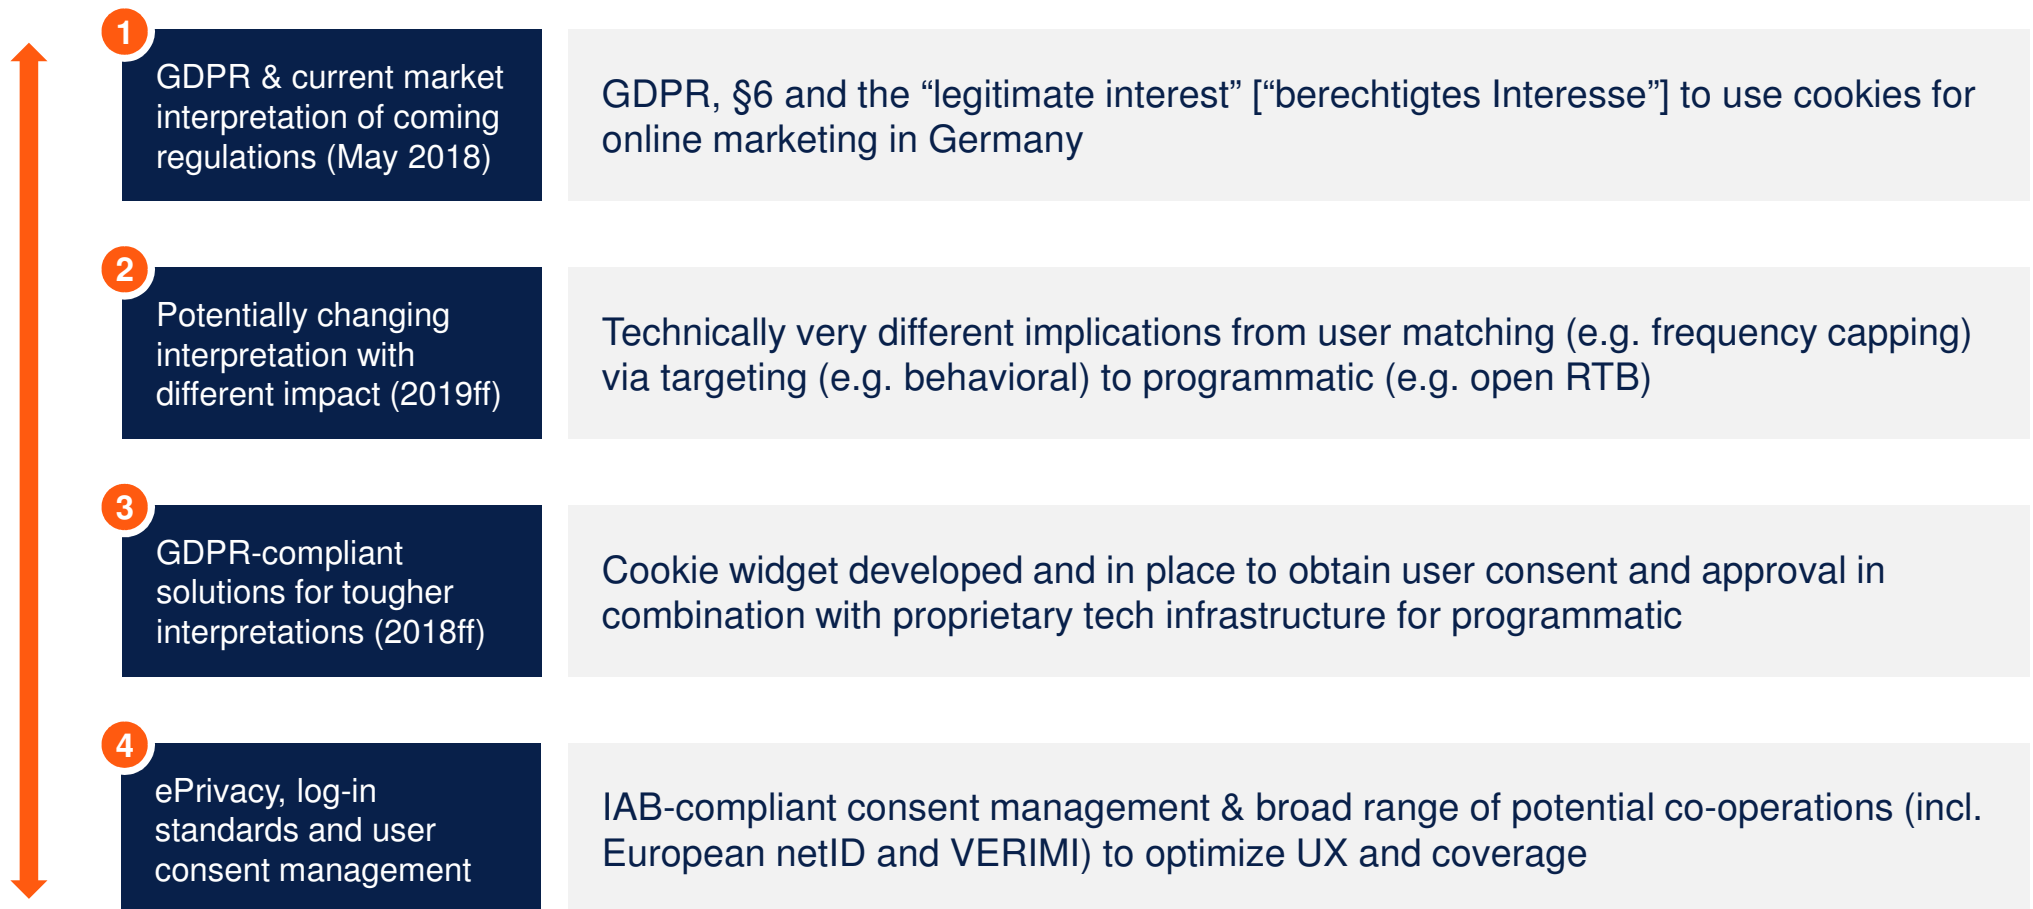 1
GDPR & current market
interpretation of coming
regulations (May 2018)
GDPR, §6 and the “legitimate interest” [“berechtigtes Interesse”] to use cookies for
online marketing in Germany
2
Potentially changing
interpretation with
different impact (2019ff)
Technically very different implications from user matching (e.g. frequency capping)
via targeting (e.g. behavioral) to programmatic (e.g. open RTB)
3
GDPR-compliant
solutions for tougher
interpretations (2018ff)
Cookie widget developed and in place to obtain user consent and approval in
combination with proprietary tech infrastructure for programmatic
4
ePrivacy, log-in
standards and user
consent management
IAB-compliant consent management & broad range of potential co-operations (incl.
European netID and VERIMI) to optimize UX and coverage